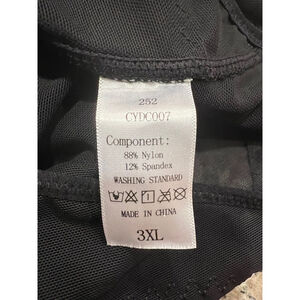 252
CYDC007
Component:
88% Nylon
12% Spandex
WASHING STANDARD
MADE IN CHINA
3XL